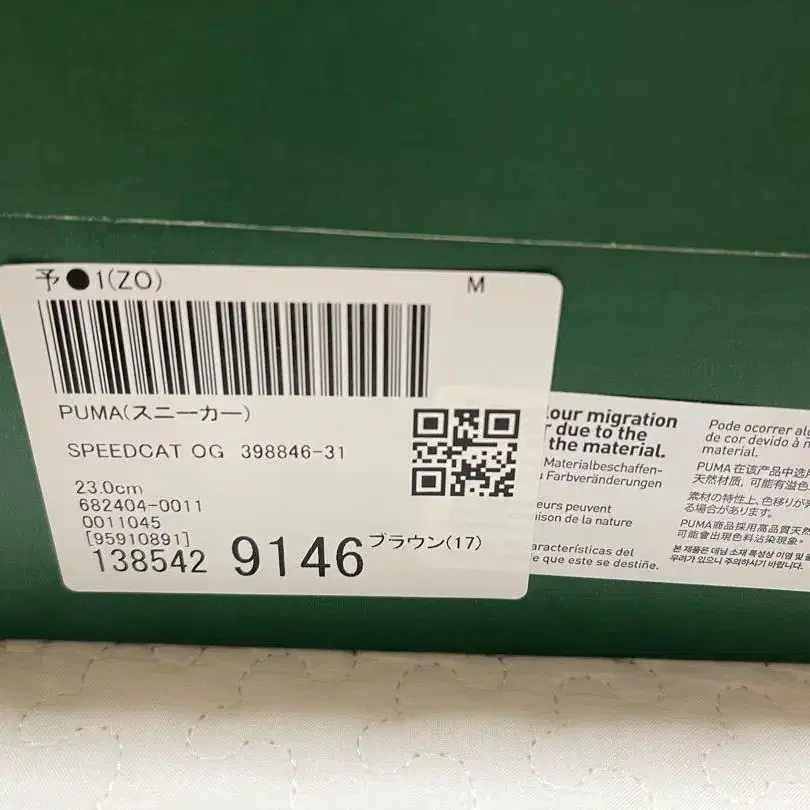 予●1(ZO) M
PUMA(スニーカー)
SPEEDCAT OG 398846-31
23.0cm
682404-0011
0011045
[95910891]
138542 9146 ブラウン(17)
lour migration
r due to the
the material.
Materialbeschaffen-
Farbveränderungen
eurs peuvent
aison de la nature
aracterísticas del
e que este se destiñe.
Pode ocorrer alg
de cor devido à n
material.
PUMA 在该产品中选用
天然材质, 可能有溢色
素材の特性上、色移りが
る場合があります。
PUMA商品採用高品質天然
可能會出現色料沾染現象。
본 제품은 데님 소재 특성상 이염 및
우려가 있으니 주의하시기 바랍니다.